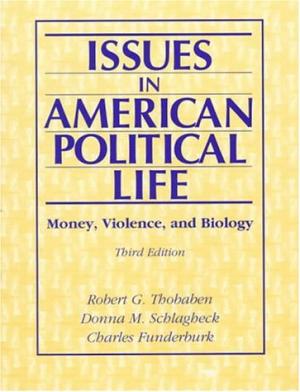 ISSUES
IN
AMERICAN
POLITICAL
LIFE
Money, Violence, and Biology
Third Edition
Robert G. Thobaben
Donna M. Schlagheck
Charles Funderburk